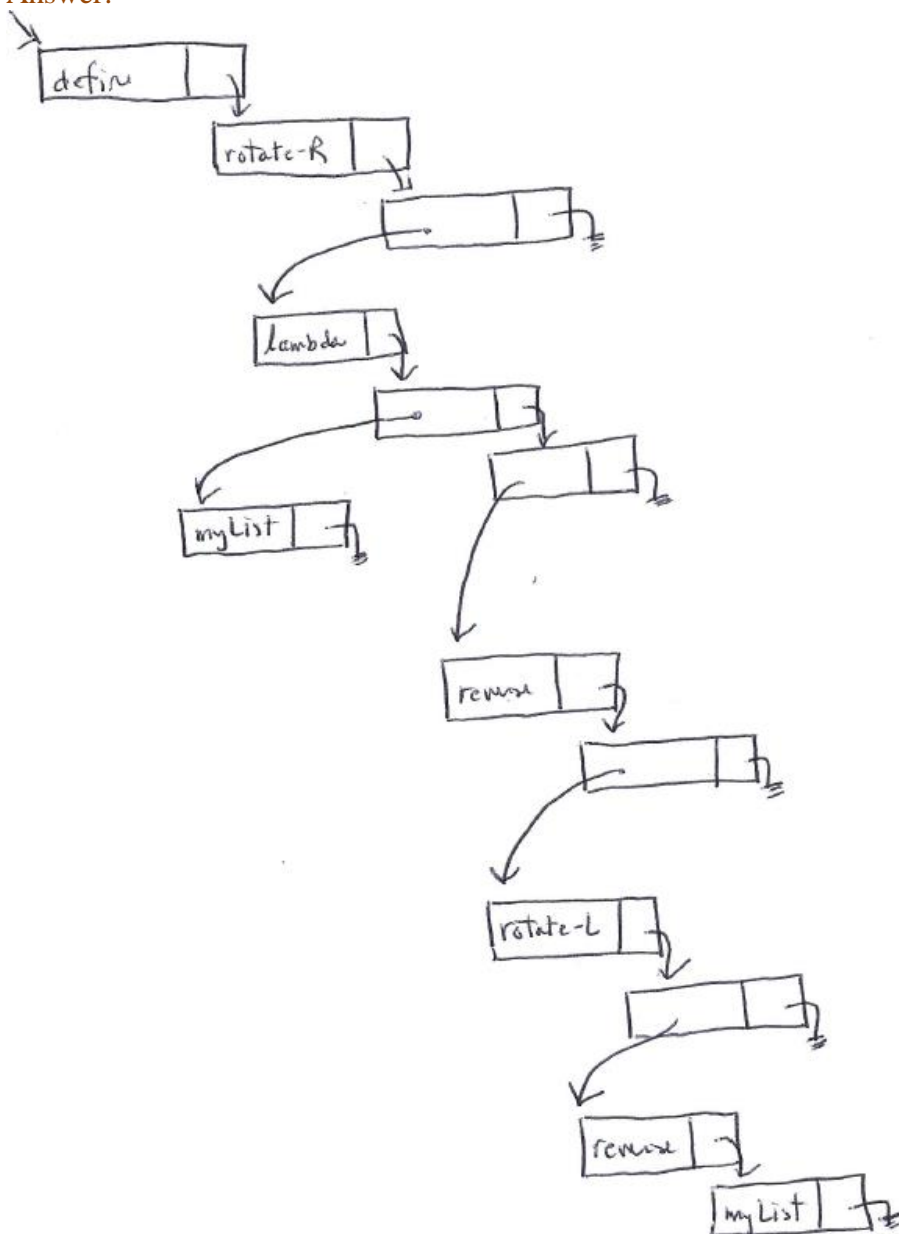 Answer:
define
rotate-R
lambda
myList
reverse
rotate-L
reverse
myList